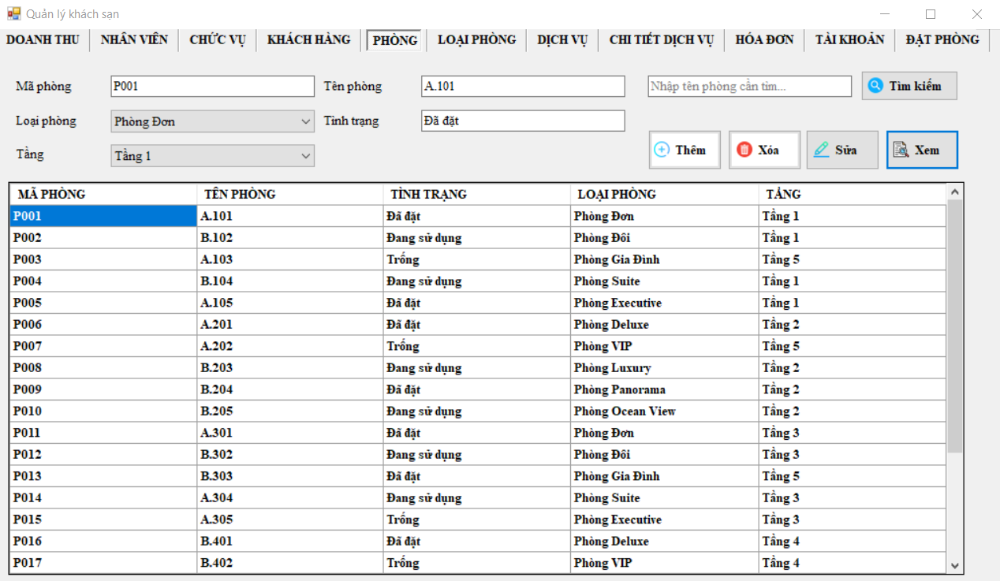 Quản lý khách sạn
DOANH THU NHÂN VIÊN CHỨC VỤ KHÁCH HÀNG PHÒNG LOẠI PHÒNG DỊCH VỤ CHI TIẾT DỊCH VỤ HÓA ĐƠN TÀI KHOẢN ĐẶT PHÒNG
Mã phòng P001 Tên phòng A.101 Nhập tên phòng cần tìm... Tìm kiếm
Loại phòng Phòng Đơn Tình trạng Đã đặt
Tầng Tầng 1 Thêm Xóa Sửa Xem
MÃ PHÒNG TÊN PHÒNG TÌNH TRẠNG LOẠI PHÒNG TẦNG
P001 A.101 Đã đặt Phòng Đơn Tầng 1
P002 B.102 Đang sử dụng Phòng Đôi Tầng 1
P003 A.103 Trống Phòng Gia Đình Tầng 5
P004 B.104 Đang sử dụng Phòng Suite Tầng 1
P005 A.105 Đã đặt Phòng Executive Tầng 1
P006 A.201 Đã đặt Phòng Deluxe Tầng 2
P007 A.202 Trống Phòng VIP Tầng 5
P008 B.203 Đang sử dụng Phòng Luxury Tầng 2
P009 B.204 Đã đặt Phòng Panorama Tầng 2
P010 B.205 Đang sử dụng Phòng Ocean View Tầng 2
P011 A.301 Đã đặt Phòng Đơn Tầng 3
P012 B.302 Đang sử dụng Phòng Đôi Tầng 3
P013 B.303 Đã đặt Phòng Gia Đình Tầng 5
P014 A.304 Đang sử dụng Phòng Suite Tầng 3
P015 A.305 Trống Phòng Executive Tầng 3
P016 B.401 Đã đặt Phòng Deluxe Tầng 4
P017 B.402 Trống Phòng VIP Tầng 4